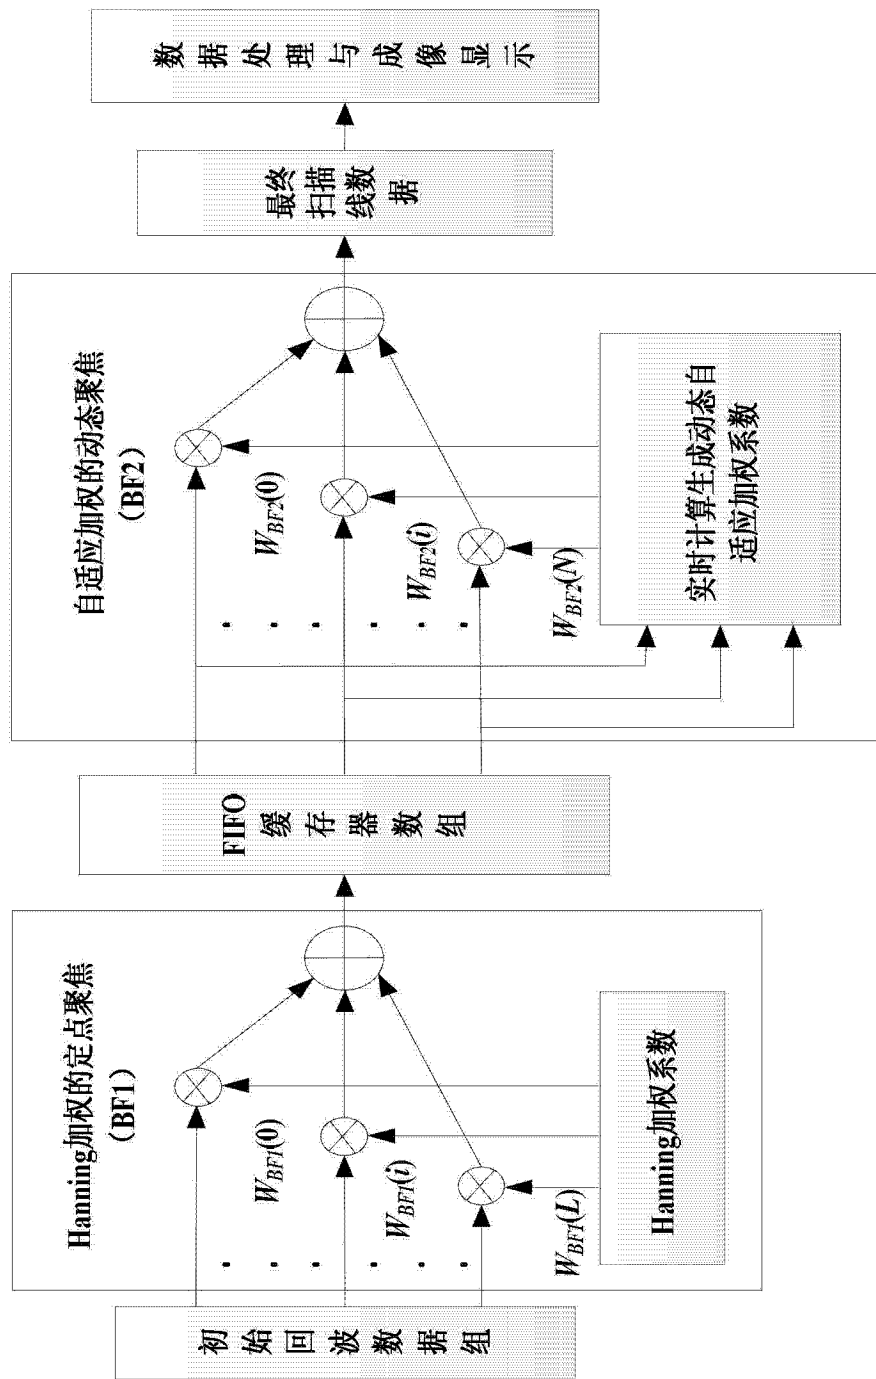 初始回波数据组
Hanning加权的定点聚焦
（BF1）
W_BF1(0)
W_BF1(i)
W_BF1(L)
Hanning加权系数
FIFO
缓存器数组
自适应加权的动态聚焦
（BF2）
W_BF2(0)
W_BF2(i)
W_BF2(N)
实时计算生成动态自
适应加权系数
最终
扫描
线数
据
数据处理与成像显示